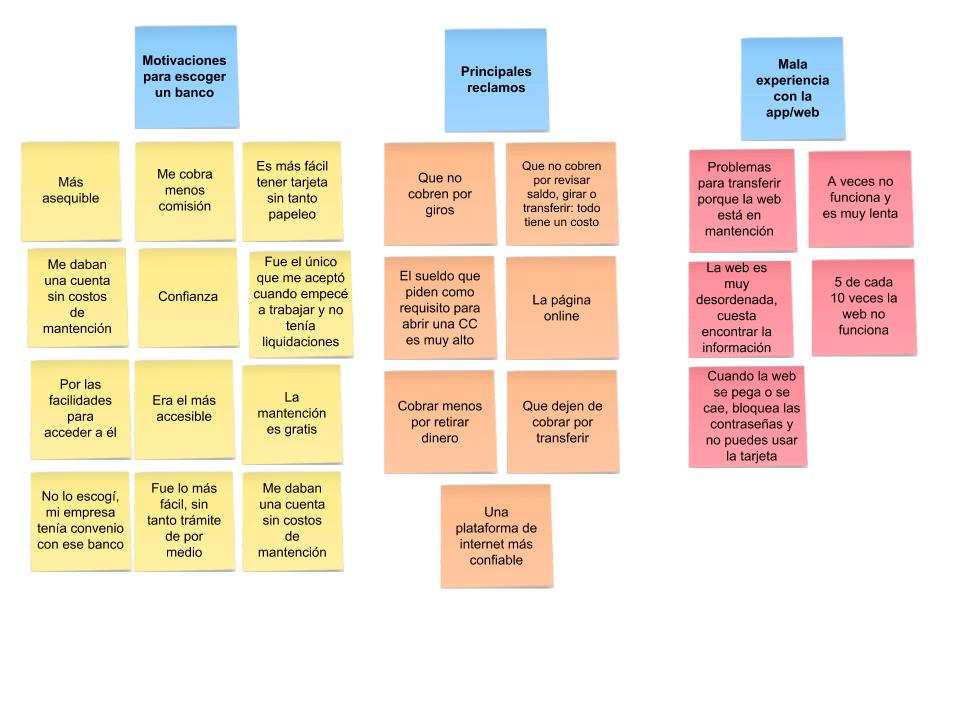 Motivaciones
para escoger
un banco
Más
asequible
Me cobra
menos
comisión
Es más fácil
tener tarjeta
sin tanto
papeleo
Me daban
una cuenta
sin costos
de
mantención
Confianza
Fue el único
que me aceptó
cuando empecé
a trabajar y no
tenía
liquidaciones
Por las
facilidades
para
acceder a él
Era el más
accesible
La
mantención
es gratis
No lo escogí,
mi empresa
tenía convenio
con ese banco
Fue lo más
fácil, sin
tanto trámite
de por
medio
Me daban
una cuenta
sin costos
de
mantención
Principales
reclamos
Que no
cobren por
giros
Que no cobren
por revisar
saldo, girar o
transferir: todo
tiene un costo
El sueldo que
piden como
requisito para
abrir una CC
es muy alto
La página
online
Cobrar menos
por retirar
dinero
Que dejen de
cobrar por
transferir
Una
plataforma de
internet más
confiable
Mala
experiencia
con la
app/web
Problemas
para transferir
porque la web
está en
mantención
A veces no
funciona y
es muy lenta
La web es
muy
desordenada,
cuesta
encontrar la
información
5 de cada
10 veces la
web no
funciona
Cuando la web
se pega o se
cae, bloquea las
contraseñas y
no puedes usar
la tarjeta